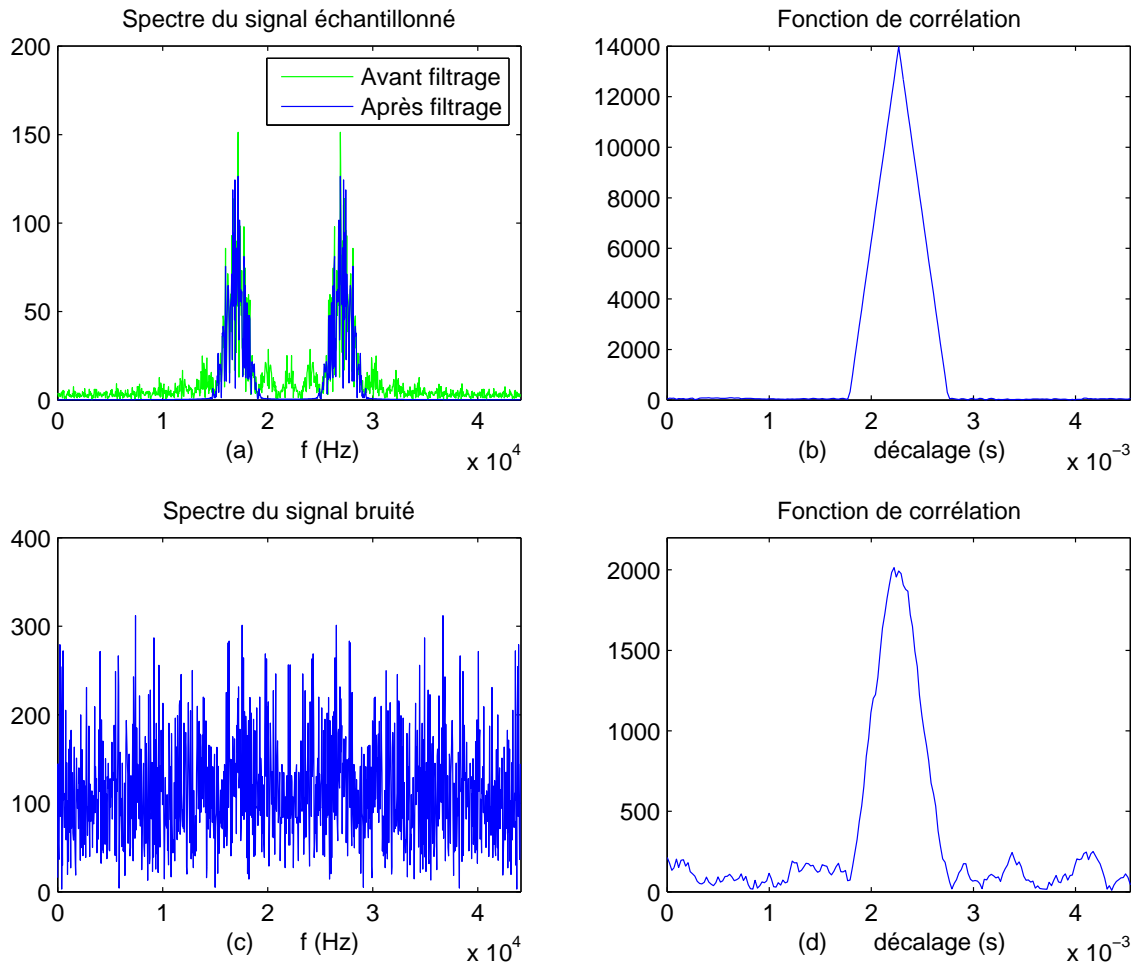 Spectre du signal échantillonné
200
150
100
50
0
0 1 2 3 4
(a) f (Hz)
x 10^4
Avant filtrage
Après filtrage
Fonction de corrélation
14000
12000
10000
8000
6000
4000
2000
0
0 1 2 3 4
(b) décalage (s)
x 10^−3
Spectre du signal bruité
400
300
200
100
0
0 1 2 3 4
(c) f (Hz)
x 10^4
Fonction de corrélation
2000
1500
1000
500
0
0 1 2 3 4
(d) décalage (s)
x 10^−3